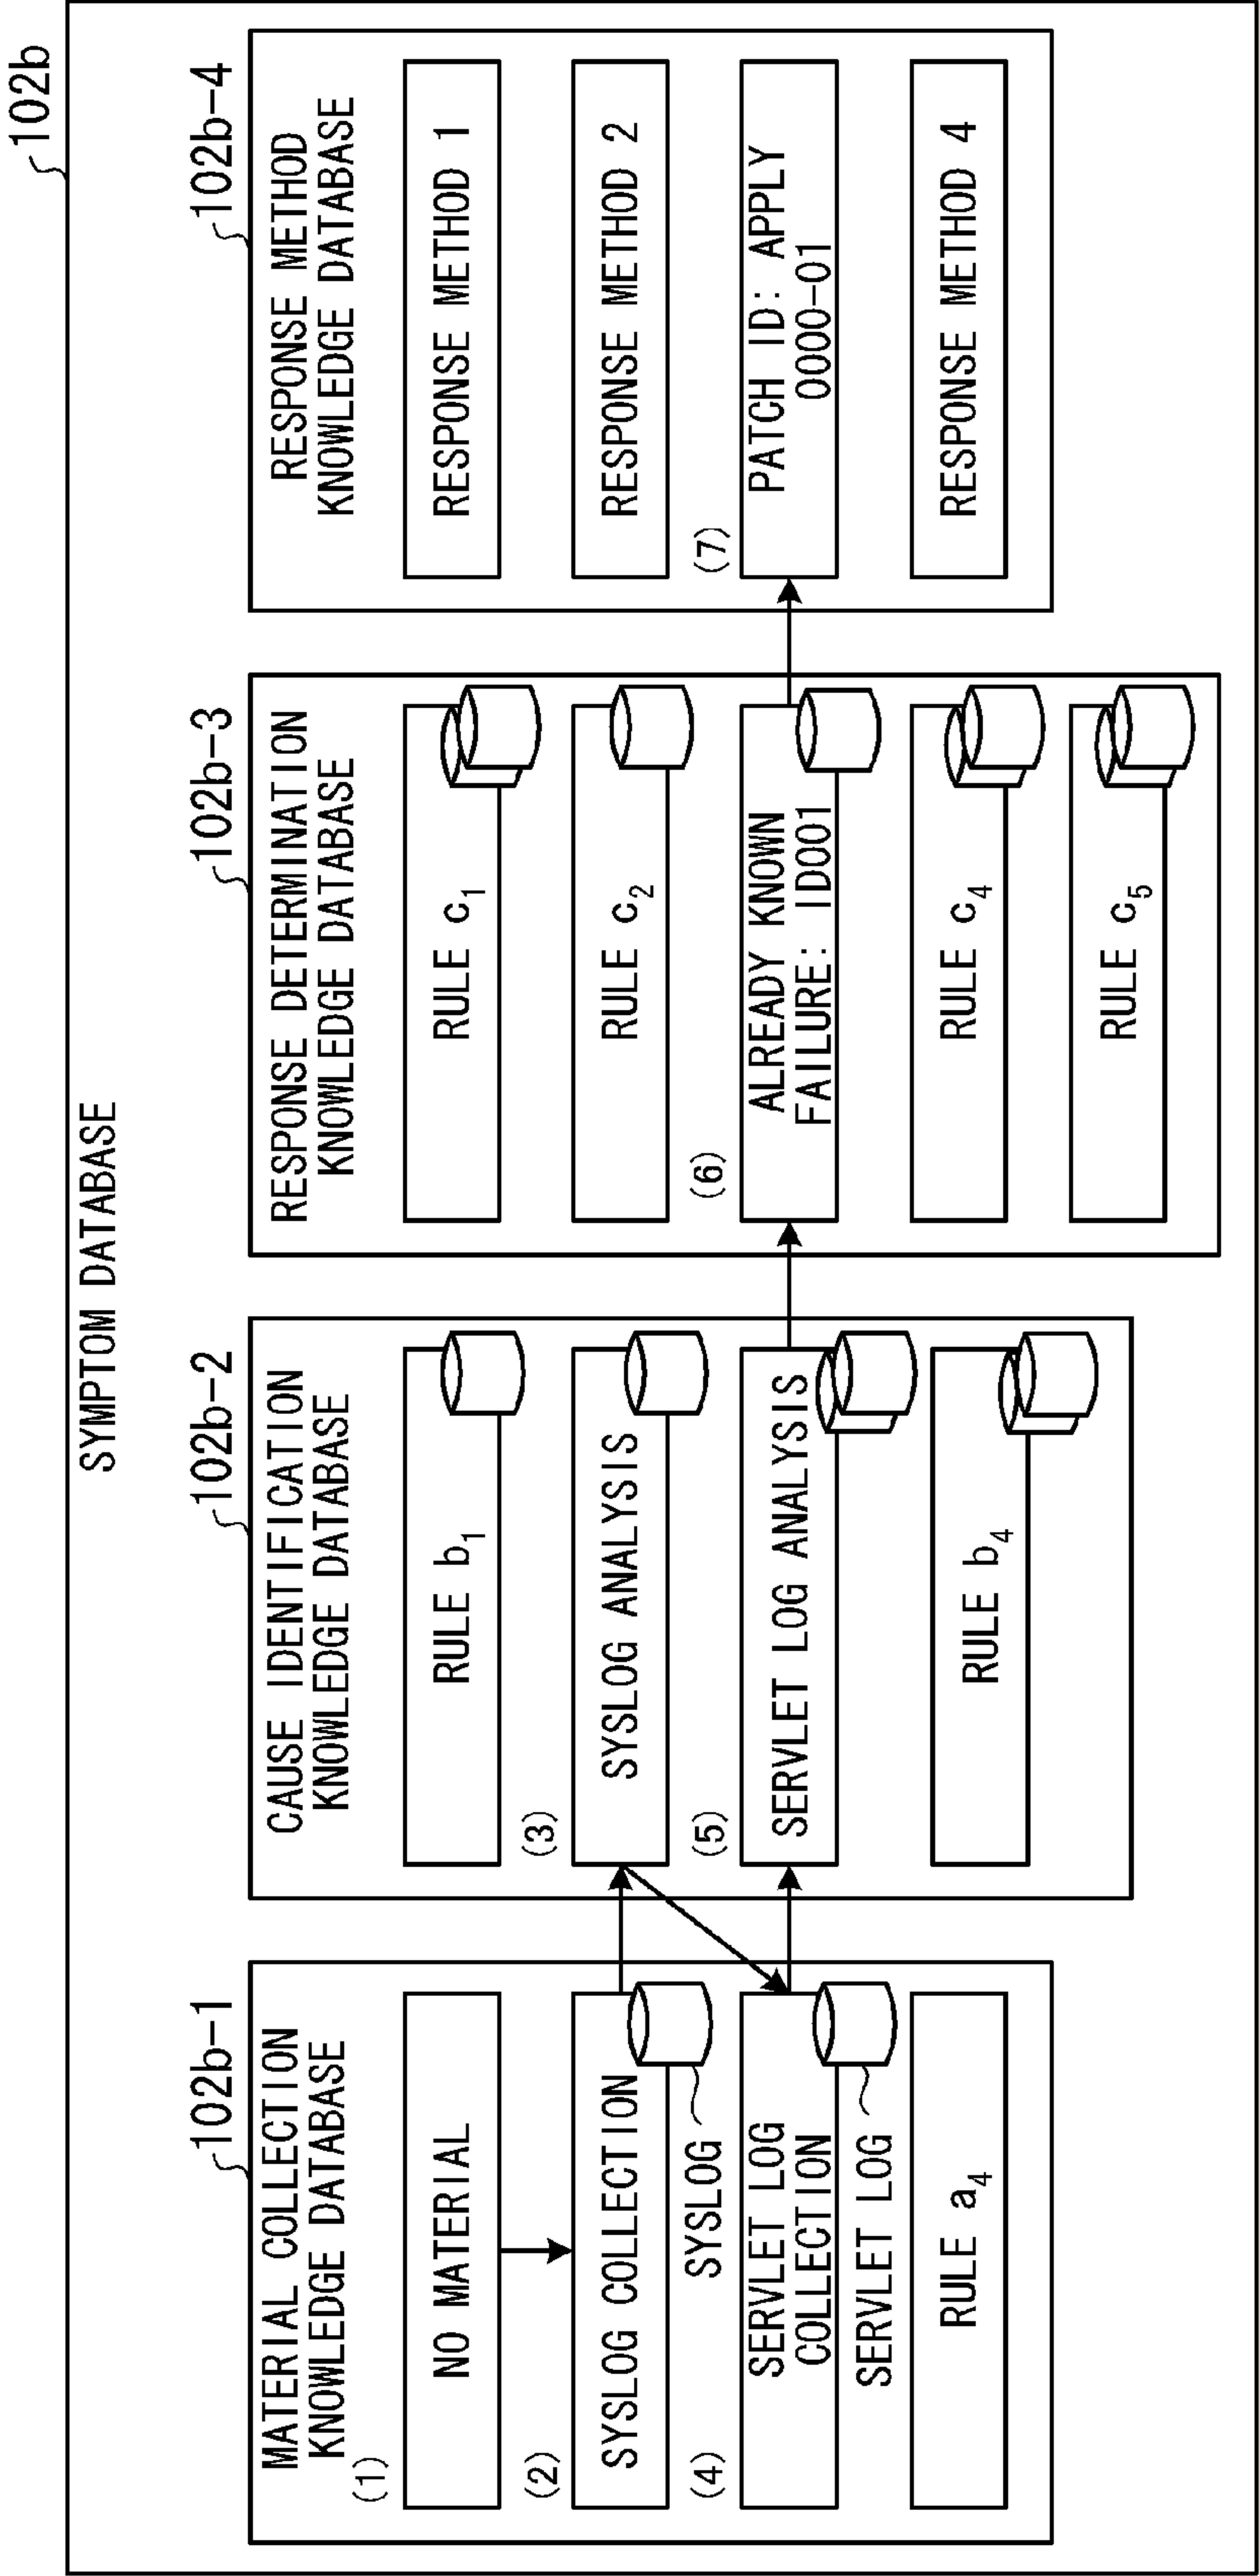 102b
SYMPTOM DATABASE
102b-1
MATERIAL COLLECTION
KNOWLEDGE DATABASE
(1)
NO MATERIAL
(2)
SYSLOG COLLECTION
SYSLOG
(4)
SERVLET LOG
COLLECTION
SERVLET LOG
RULE a4
102b-2
CAUSE IDENTIFICATION
KNOWLEDGE DATABASE
RULE b1
(3)
SYSLOG ANALYSIS
(5)
SERVLET LOG ANALYSIS
RULE b4
102b-3
RESPONSE DETERMINATION
KNOWLEDGE DATABASE
RULE c1
RULE c2
(6)
ALREADY KNOWN
FAILURE: ID001
RULE c4
RULE c5
102b-4
RESPONSE METHOD
KNOWLEDGE DATABASE
RESPONSE METHOD 1
RESPONSE METHOD 2
(7)
PATCH ID: APPLY
0000-01
RESPONSE METHOD 4